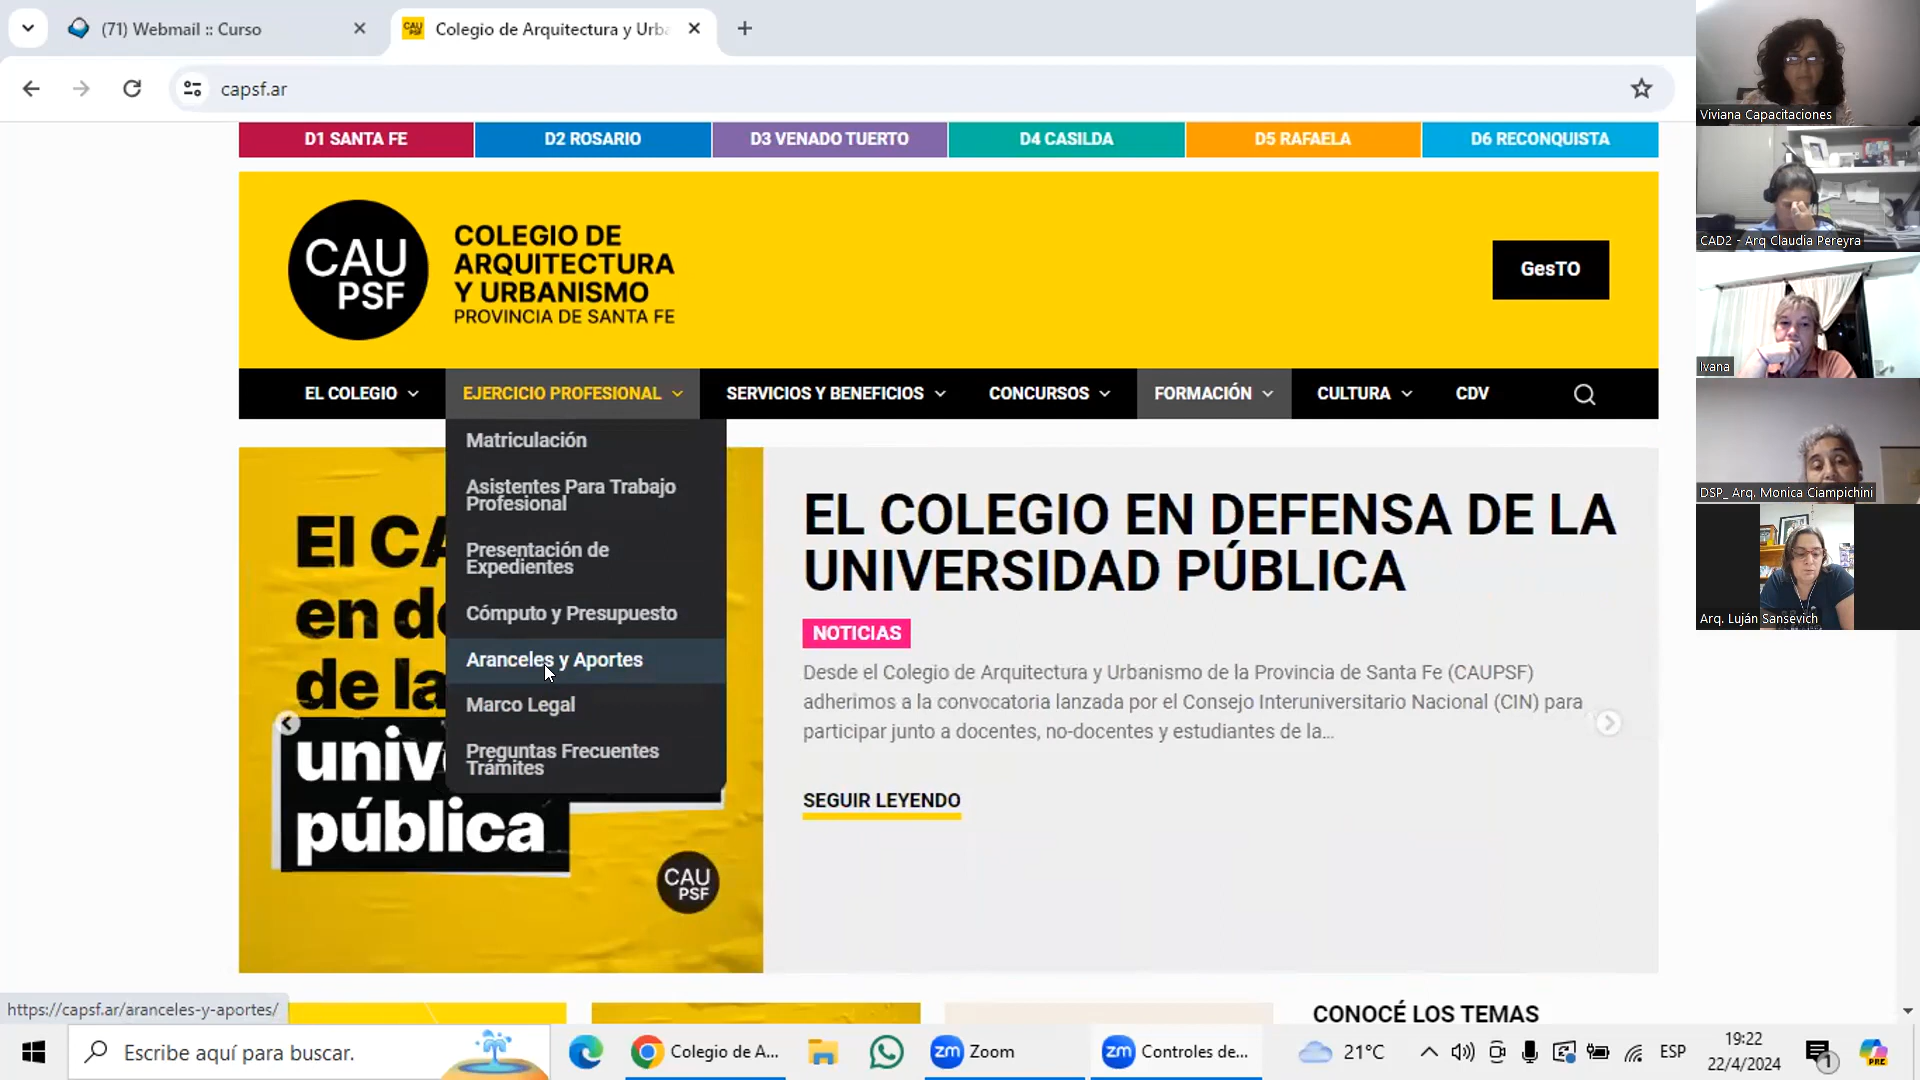 (71) Webmail :: Curso
Colegio de Arquitectura y Urba
capsf.ar
D1 SANTA FE
D2 ROSARIO
D3 VENADO TUERTO
D4 CASILDA
D5 RAFAELA
D6 RECONQUISTA
CAU
PSF
COLEGIO DE
ARQUITECTURA
Y URBANISMO
PROVINCIA DE SANTA FE
GesTO
EL COLEGIO
EJERCICIO PROFESIONAL
SERVICIOS Y BENEFICIOS
CONCURSOS
FORMACIÓN
CULTURA
CDV
Matriculación
Asistentes Para Trabajo
Profesional
Presentación de
Expedientes
Cómputo y Presupuesto
Aranceles y Aportes
Marco Legal
Preguntas Frecuentes
Trámites
El CA
en de
de la
unive
pública
CAU
PSF
EL COLEGIO EN DEFENSA DE LA
UNIVERSIDAD PÚBLICA
NOTICIAS
Desde el Colegio de Arquitectura y Urbanismo de la Provincia de Santa Fe (CAUPSF)
adherimos a la convocatoria lanzada por el Consejo Interuniversitario Nacional (CIN) para
participar junto a docentes, no-docentes y estudiantes de la...
SEGUIR LEYENDO
CONOCÉ LOS TEMAS
https://capsf.ar/aranceles-y-aportes/
Viviana Capacitaciones
CAD2 - Arq Claudia Pereyra
Ivana
DSP_ Arq. Monica Ciampichini
Arq. Luján Sansevich
Escribe aquí para buscar.
Colegio de A...
zm
Zoom
zm
Controles de...
21°C
ESP
19:22
22/4/2024
1
PRE